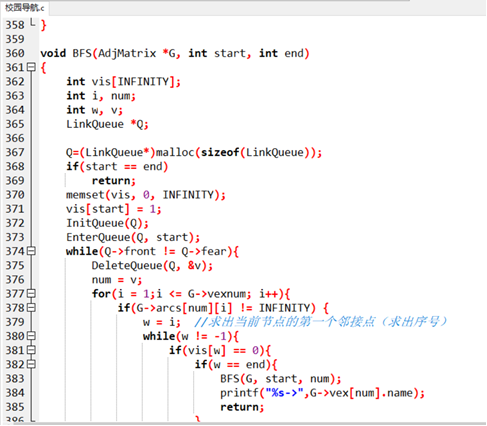 校园导航.c
358 }
359
360 void BFS(AdjMatrix *G, int start, int end)
361 {
362 int vis[INFINITY];
363 int i, num;
364 int w, v;
365 LinkQueue *Q;
366
367 Q=(LinkQueue*)malloc(sizeof(LinkQueue));
368 if(start == end)
369 return;
370 memset(vis, 0, INFINITY);
371 vis[start] = 1;
372 InitQueue(Q);
373 EnterQueue(Q, start);
374 while(Q->front != Q->fear){
375 DeleteQueue(Q, &v);
376 num = v;
377 for(i = 1;i <= G->vexnum; i++){
378 if(G->arcs[num][i] != INFINITY) {
379 w = i; //求出当前节点的第一个邻接点（求出序号）
380 while(w != -1){
381 if(vis[w] == 0){
382 if(w == end){
383 BFS(G, start, num);
384 printf("%s->",G->vex[num].name);
385 return;
386 }